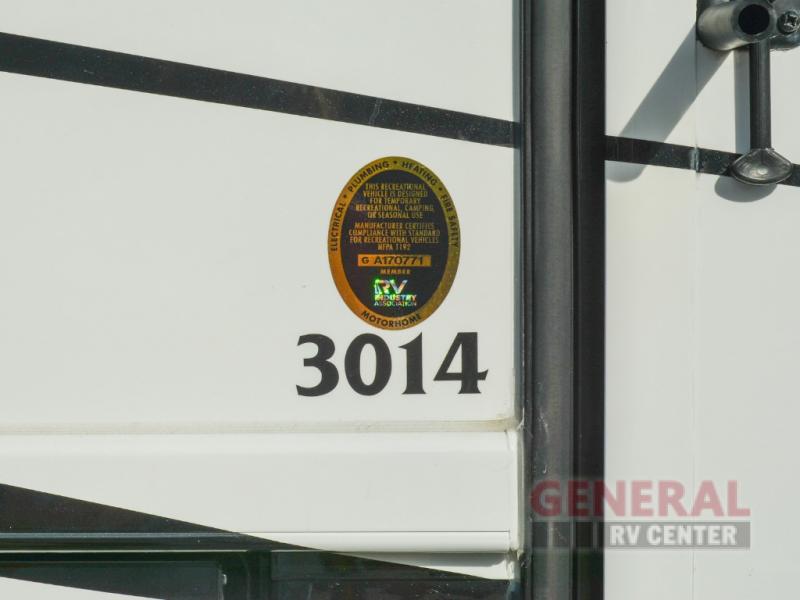 ELECTRICAL • PLUMBING • HEATING • FIRE SAFETY
THIS RECREATIONAL
VEHICLE IS DESIGNED
FOR TEMPORARY
RECREATIONAL, CAMPING,
OR SEASONAL USE
MANUFACTURER CERTIFIES
COMPLIANCE WITH STANDARD
FOR RECREATIONAL VEHICLES
NFPA 1192
G A170771
MEMBER
RV
INDUSTRY
ASSOCIATION
MOTORHOME
3014
GENERAL
RV CENTER